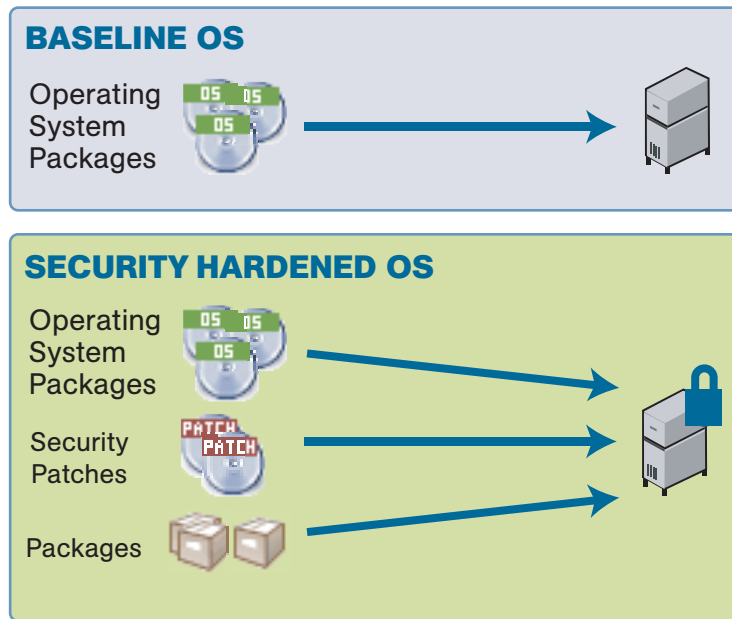 BASELINE OS
Operating
System
Packages
OS
OS
OS
SECURITY HARDENED OS
Operating
System
Packages
OS
OS
OS
Security
Patches
PATCH
PATCH
Packages